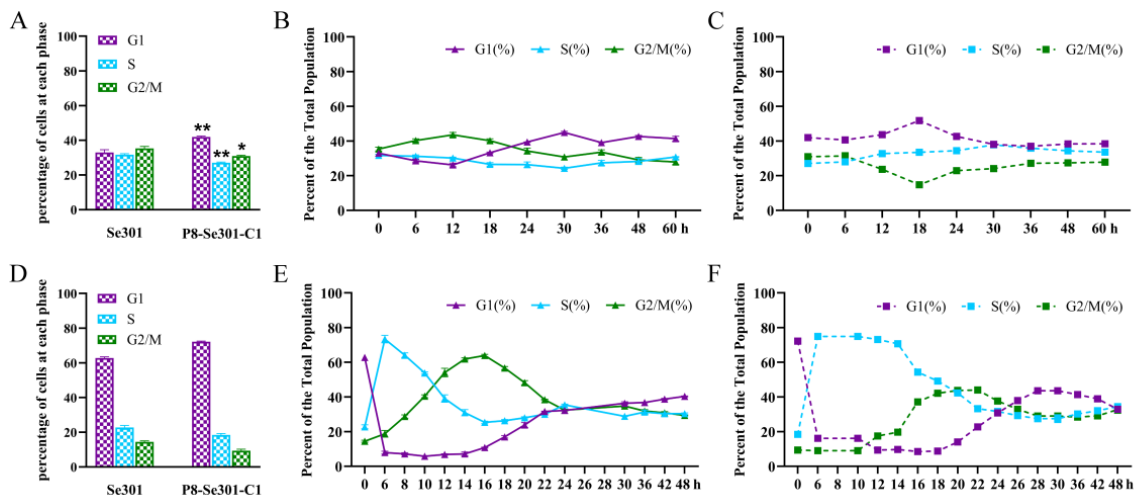 A
percentage of cells at each phase
100
80
60
40
20
0
G1
S
G2/M
**
**
*
Se301
P8-Se301-C1
B
Percent of the Total Population
100
80
60
40
20
0
G1(%)
S(%)
G2/M(%)
0 6 12 18 24 30 36 48 60 h
C
Percent of the Total Population
100
80
60
40
20
0
G1(%)
S(%)
G2/M(%)
0 6 12 18 24 30 36 48 60 h
D
percentage of cells at each phase
100
80
60
40
20
0
G1
S
G2/M
Se301
P8-Se301-C1
E
Percent of the Total Population
100
80
60
40
20
0
G1(%)
S(%)
G2/M(%)
0 6 8 10 12 14 16 18 20 22 24 26 28 30 36 42 48h
F
Percent of the Total Population
100
80
60
40
20
0
G1(%)
S(%)
G2/M(%)
0 6 8 10 12 14 16 18 20 22 24 26 28 30 36 42 48h